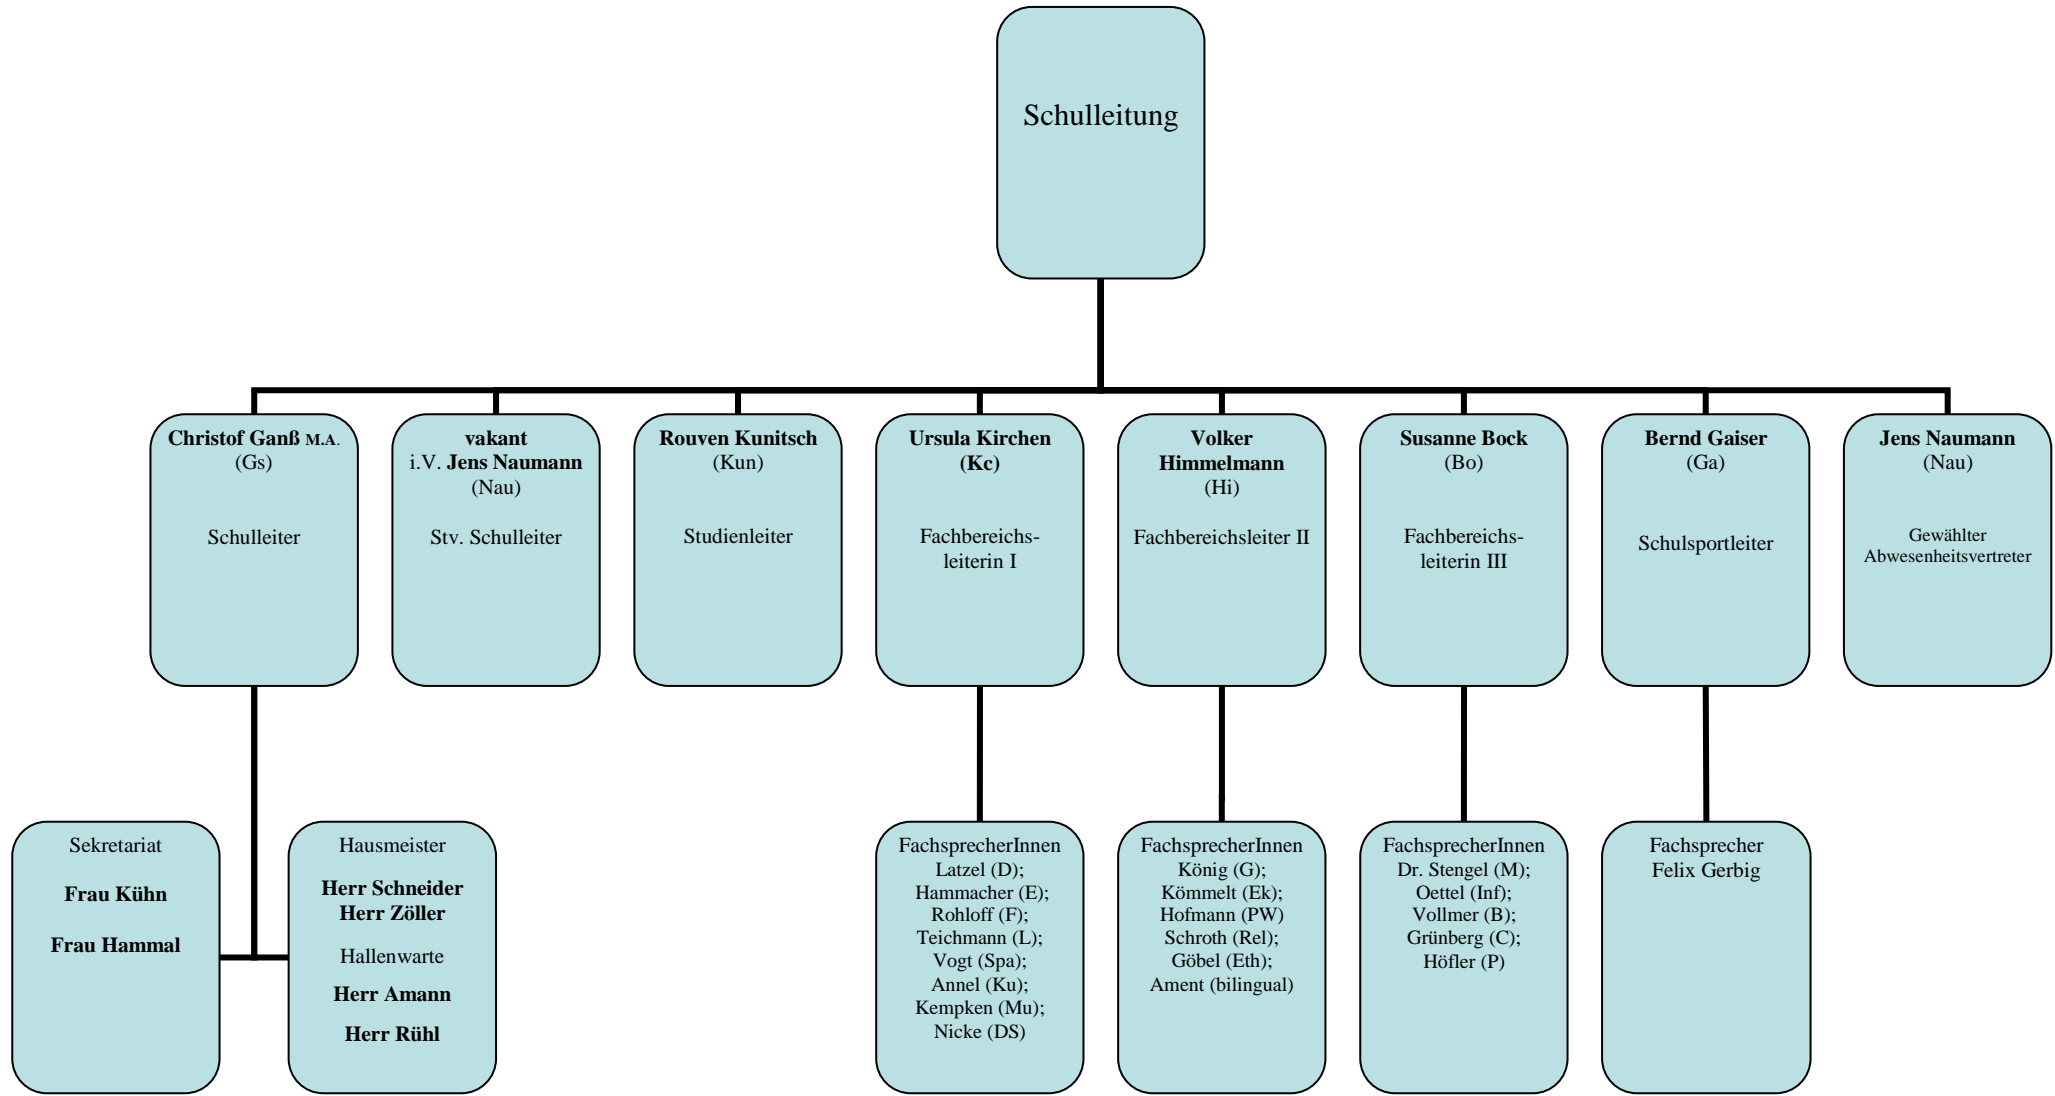 Schulleitung
Christof Ganß M.A.
(Gs)
Schulleiter
vakant
i.V. Jens Naumann
(Nau)
Stv. Schulleiter
Rouven Kunitsch
(Kun)
Studienleiter
Ursula Kirchen
(Kc)
Fachbereichs-
leiterin I
Volker
Himmelmann
(Hi)
Fachbereichsleiter II
Susanne Bock
(Bo)
Fachbereichs-
leiterin III
Bernd Gaiser
(Ga)
Schulsportleiter
Jens Naumann
(Nau)
Gewählter
Abwesenheitsvertreter
Sekretariat
Frau Kühn
Frau Hammal
Hausmeister
Herr Schneider
Herr Zöller
Hallenwarte
Herr Amann
Herr Rühl
FachsprecherInnen
Latzel (D);
Hammacher (E);
Rohloff (F);
Teichmann (L);
Vogt (Spa);
Annel (Ku);
Kempken (Mu);
Nicke (DS)
FachsprecherInnen
König (G);
Kömmelt (Ek);
Hofmann (PW)
Schroth (Rel);
Göbel (Eth);
Ament (bilingual)
FachsprecherInnen
Dr. Stengel (M);
Oettel (Inf);
Vollmer (B);
Grünberg (C);
Höfler (P)
Fachsprecher
Felix Gerbig